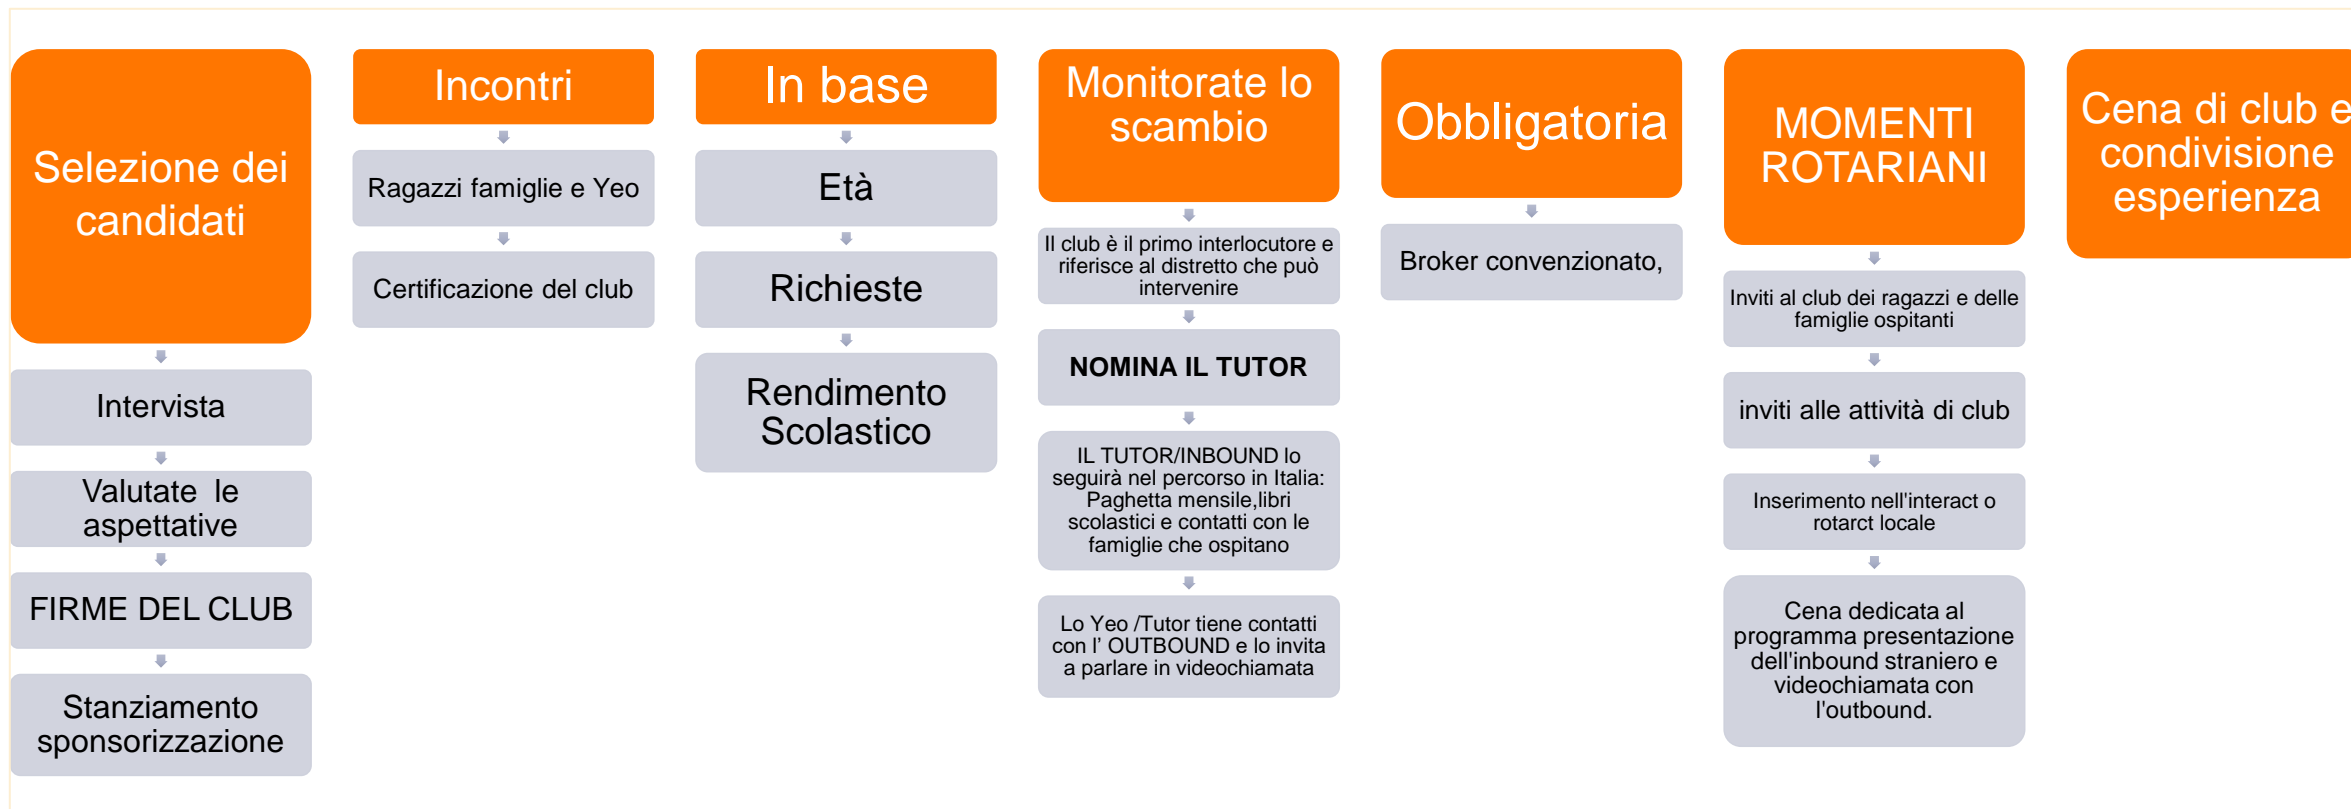 Selezione dei
candidati
Intervista
Valutate le
aspettative
FIRME DEL CLUB
Stanziamento
sponsorizzazione
Incontri
Ragazzi famiglie e Yeo
Certificazione del club
In base
Età
Richieste
Rendimento
Scolastico
Monitorate lo
scambio
Il club è il primo interlocutore e
riferisce al distretto che può
intervenire
NOMINA IL TUTOR
IL TUTOR/INBOUND lo
seguirà nel percorso in Italia:
Paghetta mensile,libri
scolastici e contatti con le
famiglie che ospitano
Lo Yeo /Tutor tiene contatti
con l' OUTBOUND e lo invita
a parlare in videochiamata
Obbligatoria
Broker convenzionato,
MOMENTI
ROTARIANI
Inviti al club dei ragazzi e delle
famiglie ospitanti
inviti alle attività di club
Inserimento nell'interact o
rotarct locale
Cena dedicata al
programma presentazione
dell'inbound straniero e
videochiamata con
l'outbound.
Cena di club e
condivisione
esperienza